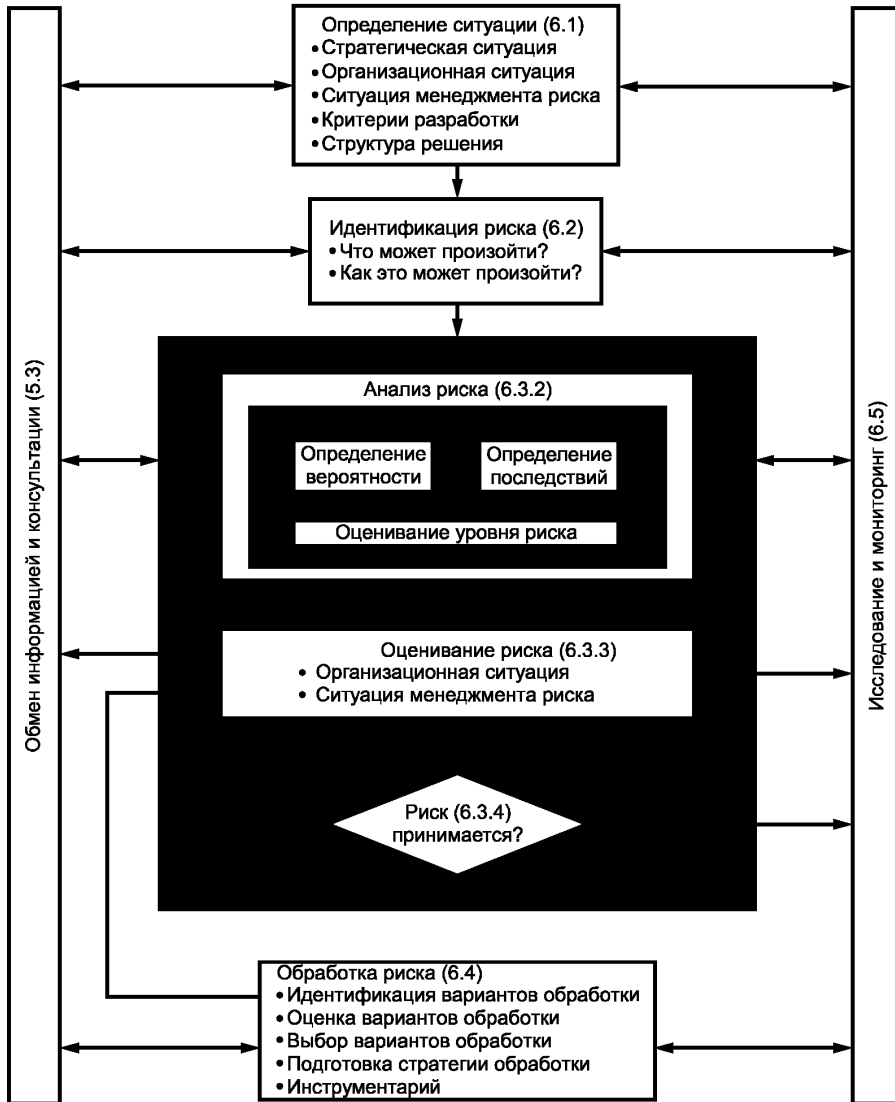 Определение ситуации (6.1)
• Стратегическая ситуация
• Организационная ситуация
• Ситуация менеджмента риска
• Критерии разработки
• Структура решения
Идентификация риска (6.2)
• Что может произойти?
• Как это может произойти?
Обмен информацией и консультации (5.3)
Исследование и мониторинг (6.5)
Анализ риска (6.3.2)
Определение
вероятности
Определение
последствий
Оценивание уровня риска
Оценивание риска (6.3.3)
• Организационная ситуация
• Ситуация менеджмента риска
Риск (6.3.4)
принимается?
Обработка риска (6.4)
• Идентификация вариантов обработки
• Оценка вариантов обработки
• Выбор вариантов обработки
• Подготовка стратегии обработки
• Инструментарий